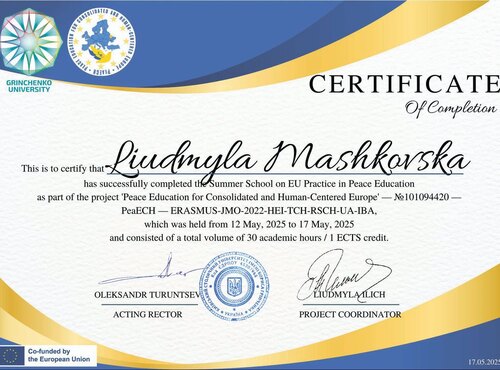 GRINCHENKO
UNIVERSITY
CERTIFICATE
Of Completion
This is to certify that Liudmyla Mashkovska
has successfully completed the Summer School on EU Practice in Peace Education
as part of the project 'Peace Education for Consolidated and Human-Centered Europe' — №101094420 —
PeaECH — ERASMUS-JMO-2022-HEI-TCH-RSCH-UA-IBA,
which was held from 12 May, 2025 to 17 May, 2025
and consisted of a total volume of 30 academic hours / 1 ECTS credit.
OLEKSANDR TURUNTSEV
LIUDMYLA ILICH
ACTING RECTOR
PROJECT COORDINATOR
Co-funded by
the European Union
17.05.2025